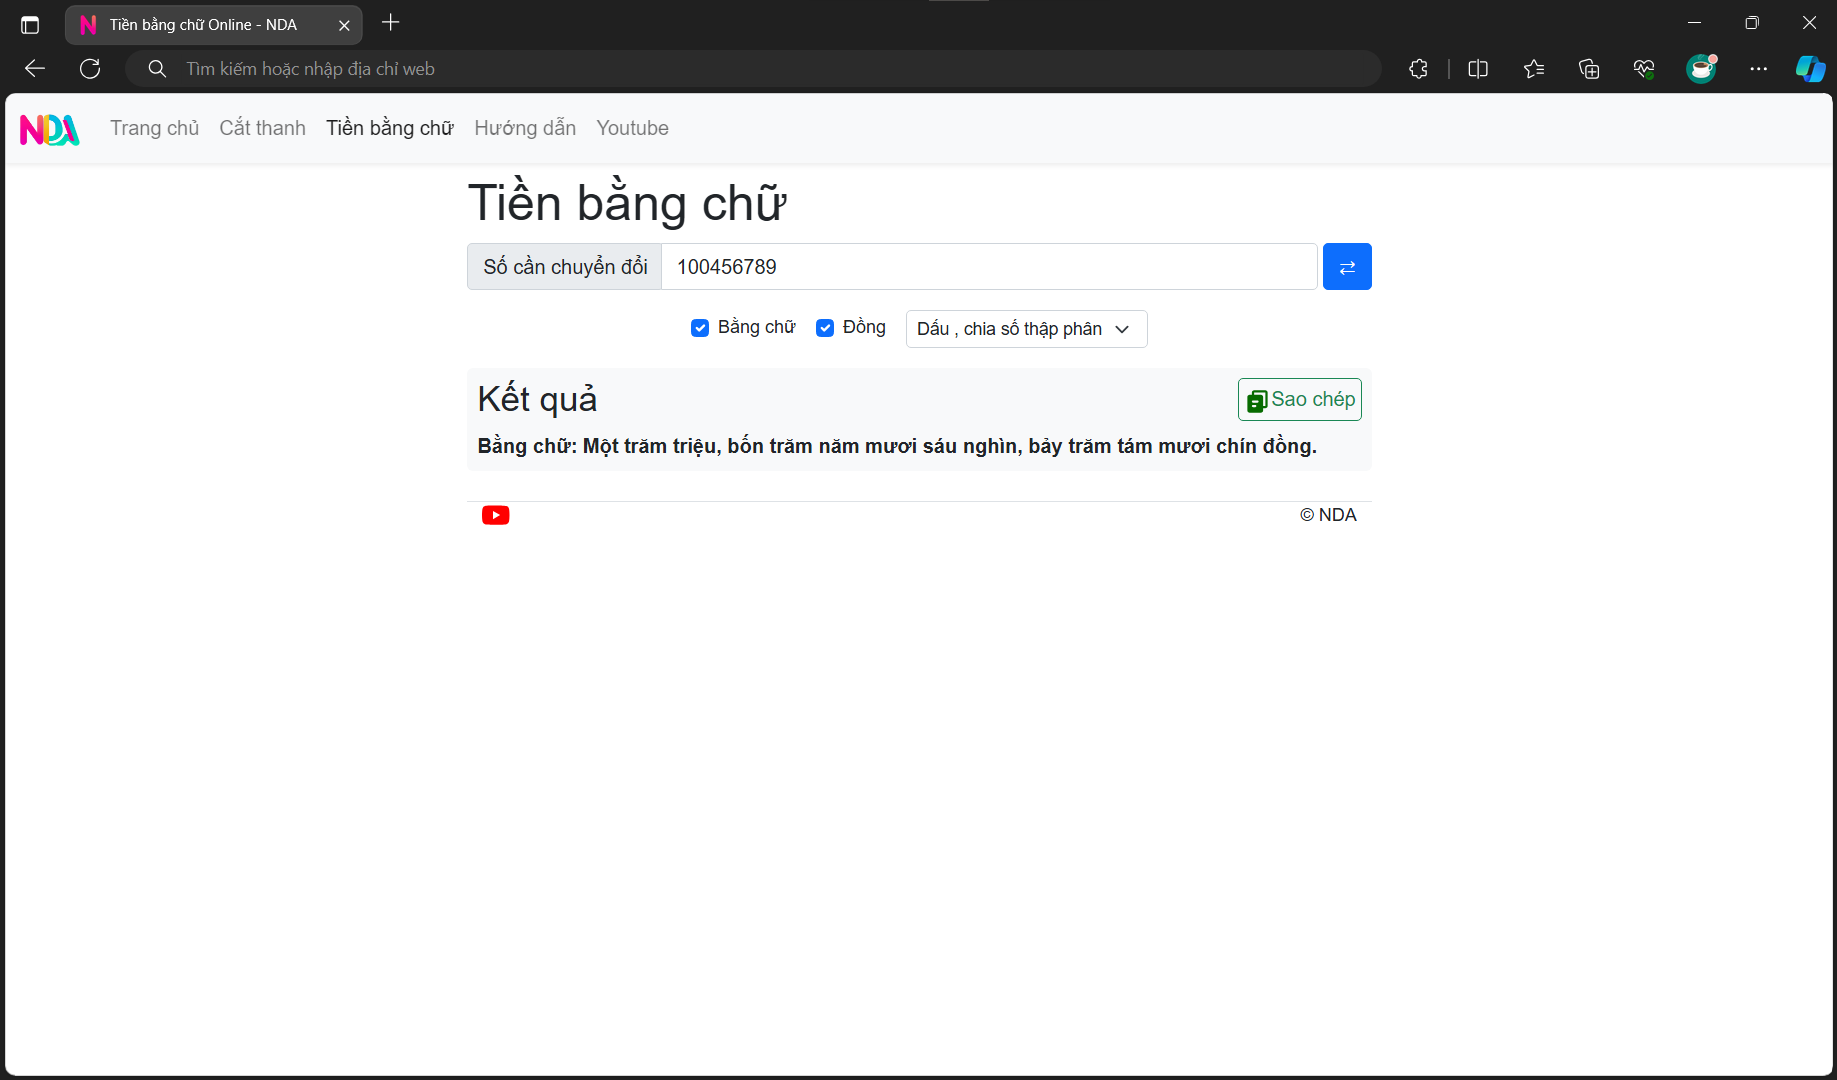 Tiền bằng chữ Online - NDA
Tìm kiếm hoặc nhập địa chỉ web
NDA Trang chủ Cắt thanh Tiền bằng chữ Hướng dẫn Youtube
Tiền bằng chữ
Số cần chuyển đổi 100456789
Bằng chữ Đồng Dấu , chia số thập phân
Kết quả Sao chép
Bằng chữ: Một trăm triệu, bốn trăm năm mươi sáu nghìn, bảy trăm tám mươi chín đồng.
© NDA